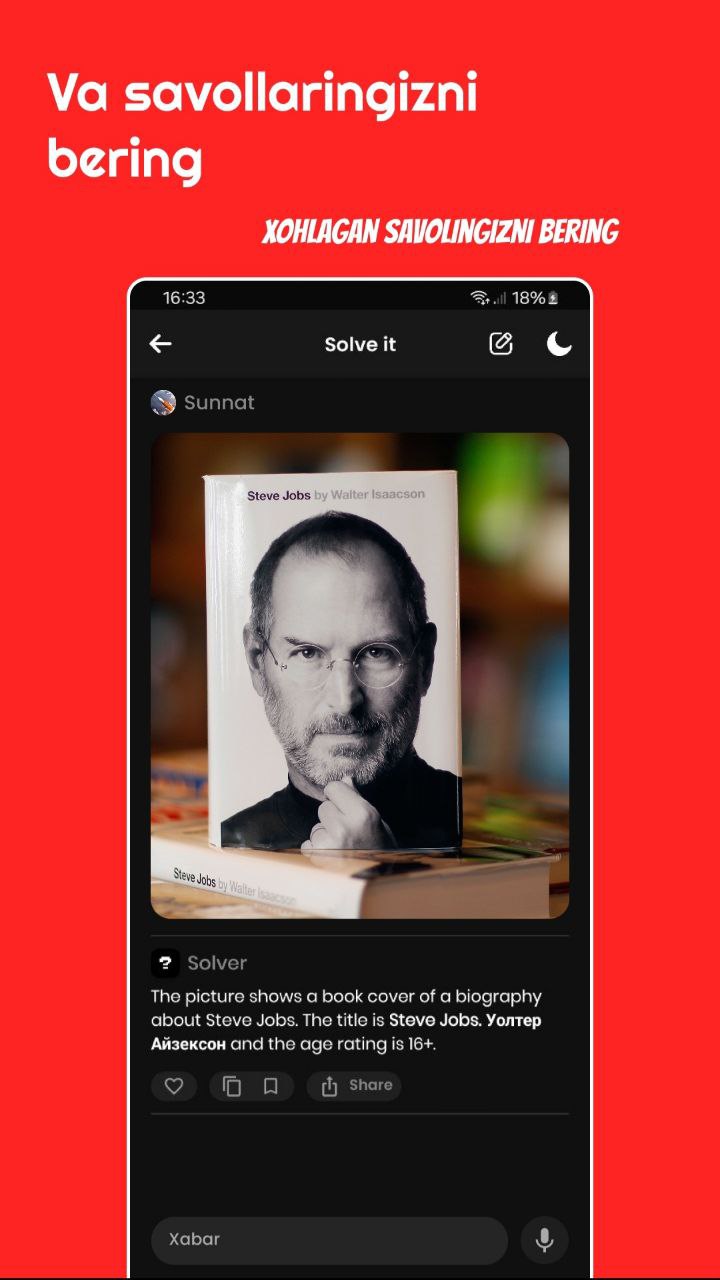 Va savollaringizni
bering
XOHLAGAN SAVOLINGIZNI BERING
16:33
18%
Solve it
Sunnat
Steve Jobs by Walter Isaacson
Steve Jobs by Walter Isaacson
Solver
The picture shows a book cover of a biography
about Steve Jobs. The title is Steve Jobs. Уолтер
Айзексон and the age rating is 16+.
Share
Xabar